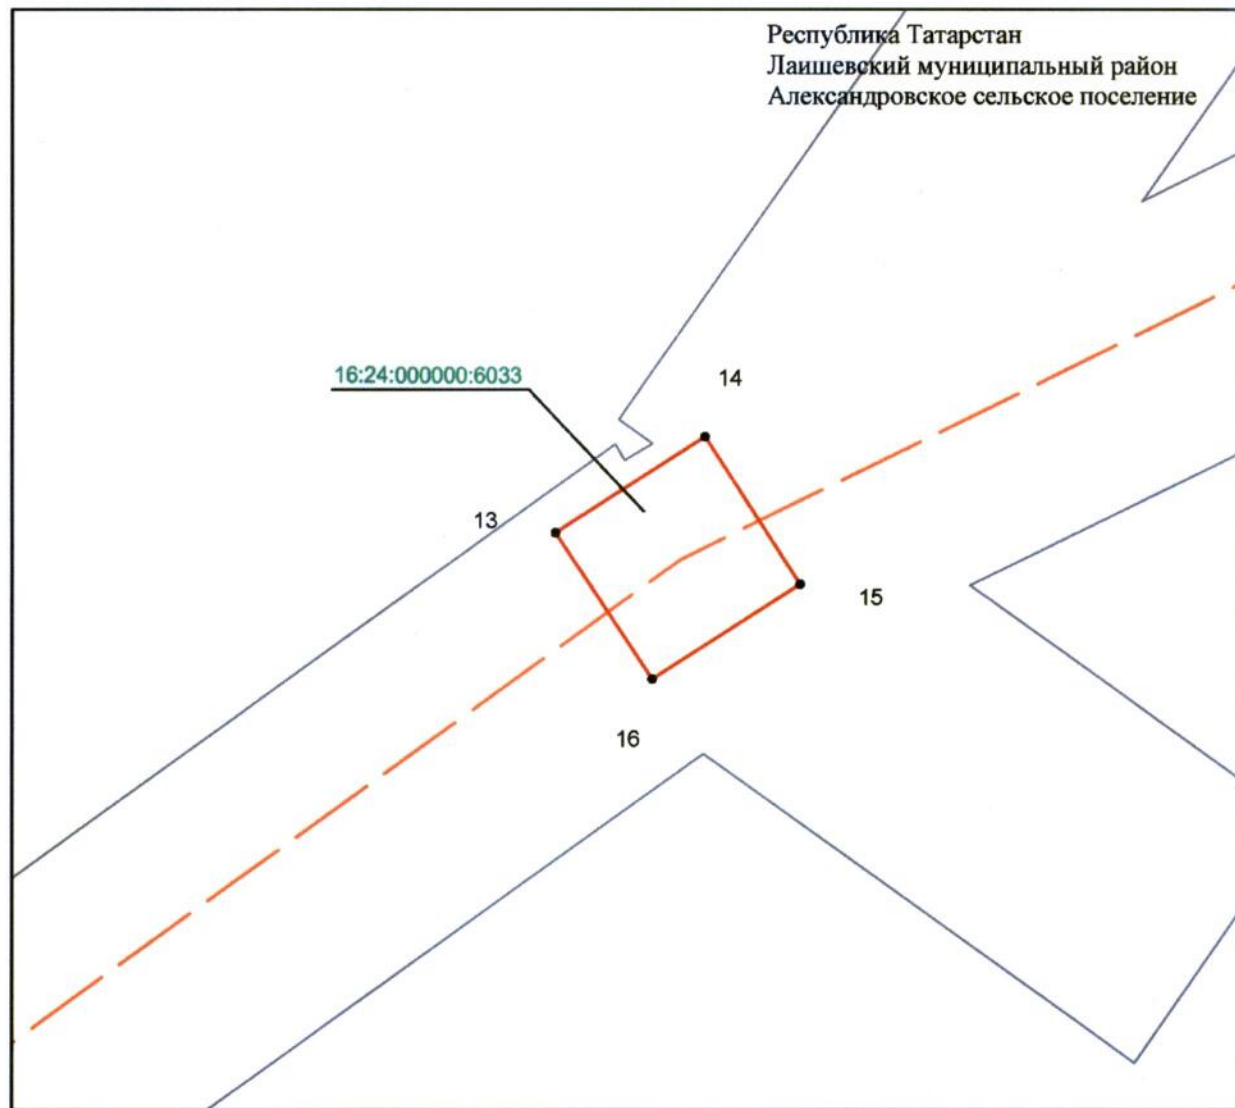 Республика Татарстан
Лаишевский муниципальный район
Александровское сельское поселение
16:24:000000:6033
14
13
15
16